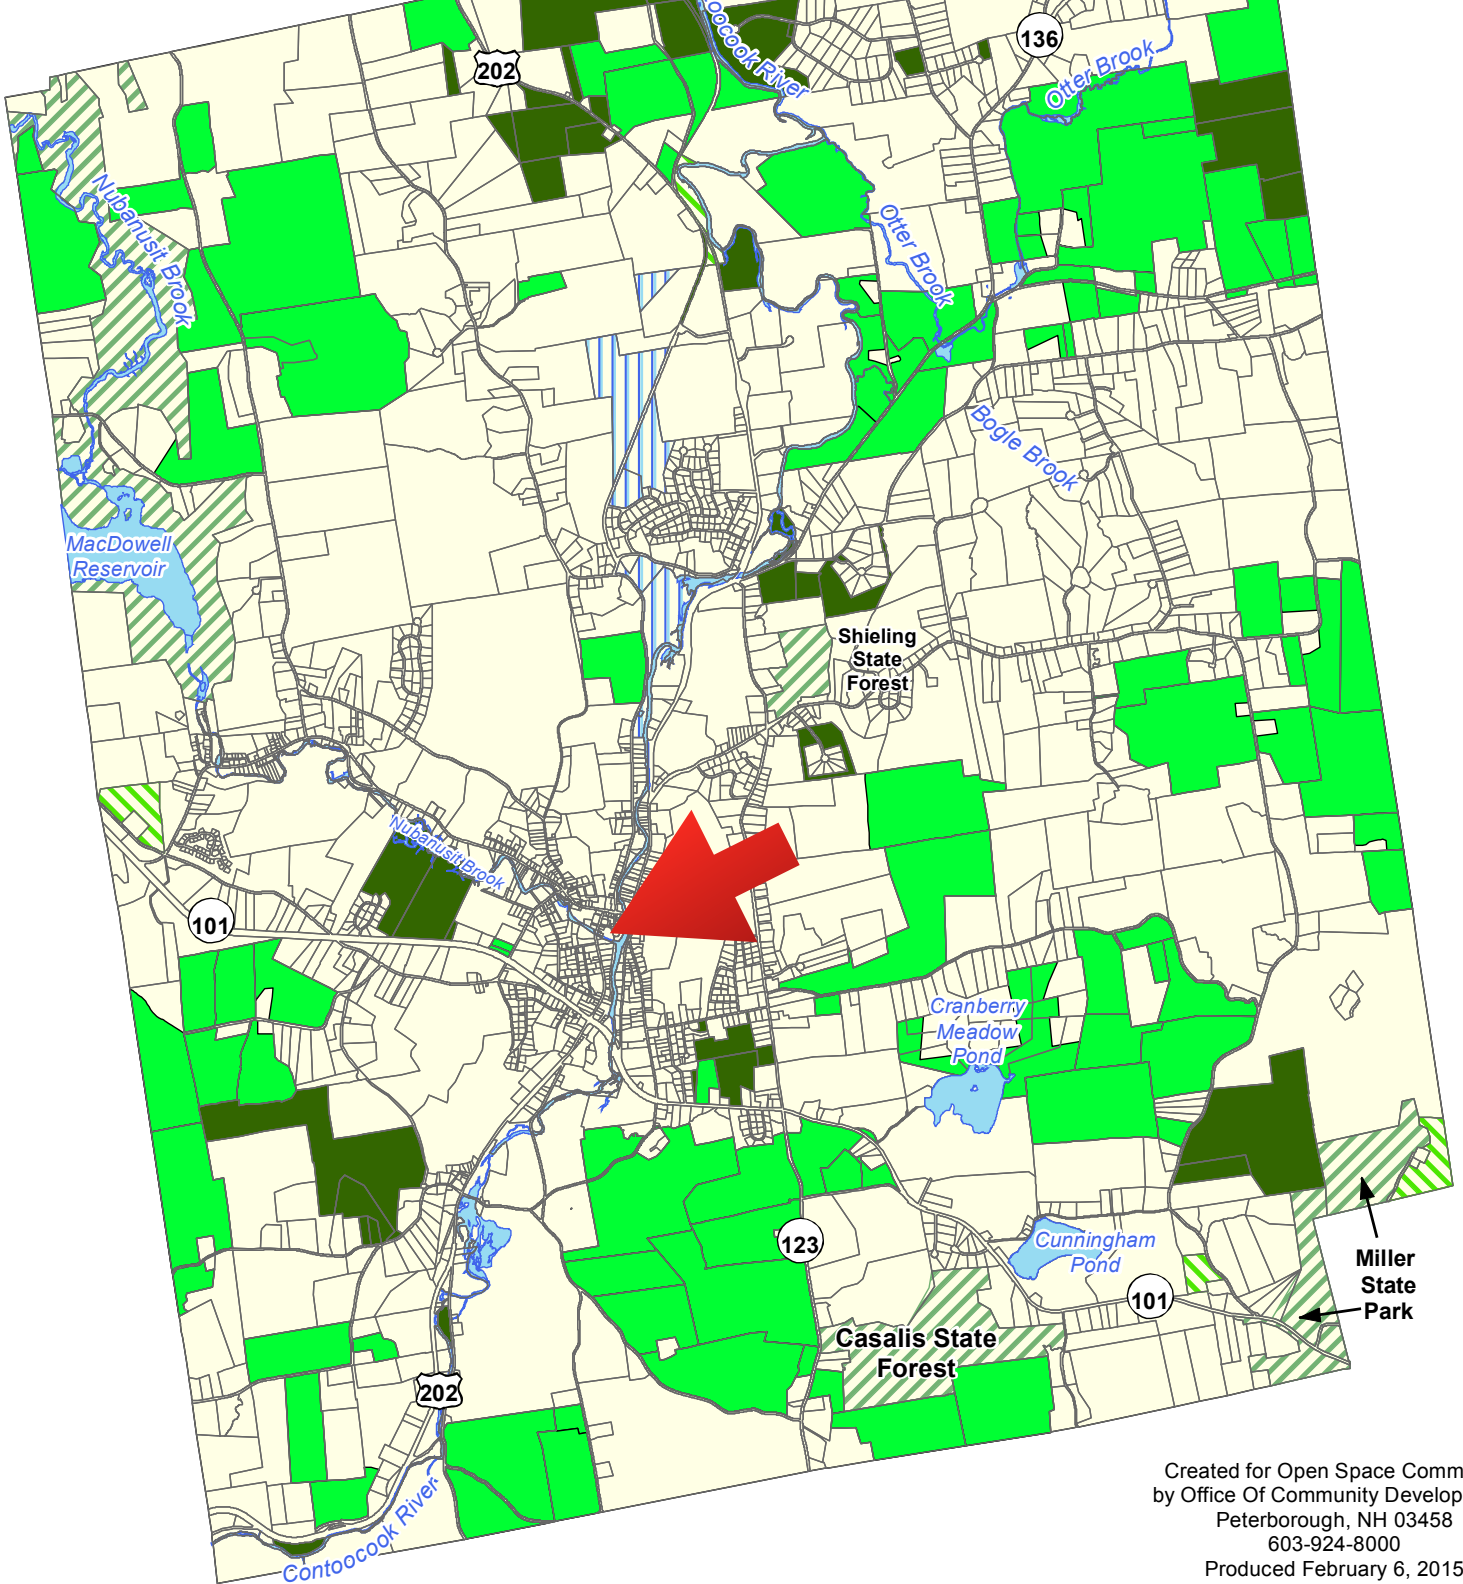 oocook River
136
202
Otter Brook
Nubanusit Brook
Otter Brook
Bogle Brook
MacDowell
Reservoir
Shieling
State
Forest
Nubanusit Brook
101
Cranberry
Meadow
Pond
123
Cunningham
Pond
101
Miller
State
Park
Casalis State
Forest
202
Contoocook River
Created for Open Space Comm
by Office Of Community Develop
Peterborough, NH 03458
603-924-8000
Produced February 6, 2015